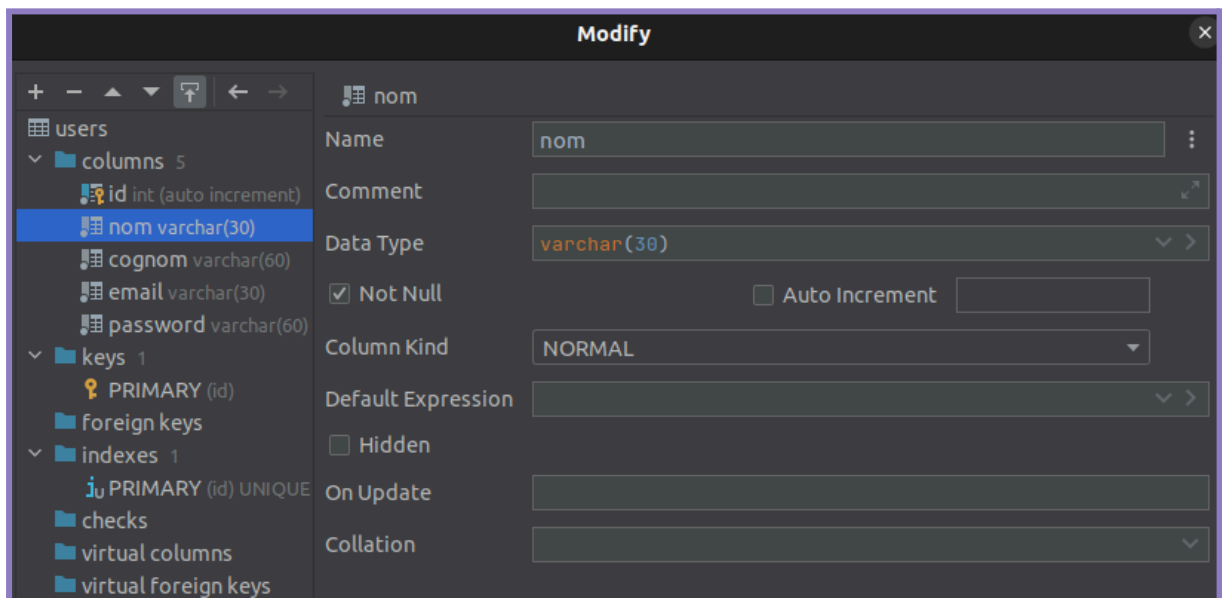 Modify
users
columns 5
id int (auto increment)
nom varchar(30)
cognom varchar(60)
email varchar(30)
password varchar(60)
keys 1
PRIMARY (id)
foreign keys
indexes 1
PRIMARY (id) UNIQUE
checks
virtual columns
virtual foreign keys
nom
Name nom
Comment
Data Type varchar(30)
Not Null Auto Increment
Column Kind NORMAL
Default Expression
Hidden
On Update
Collation